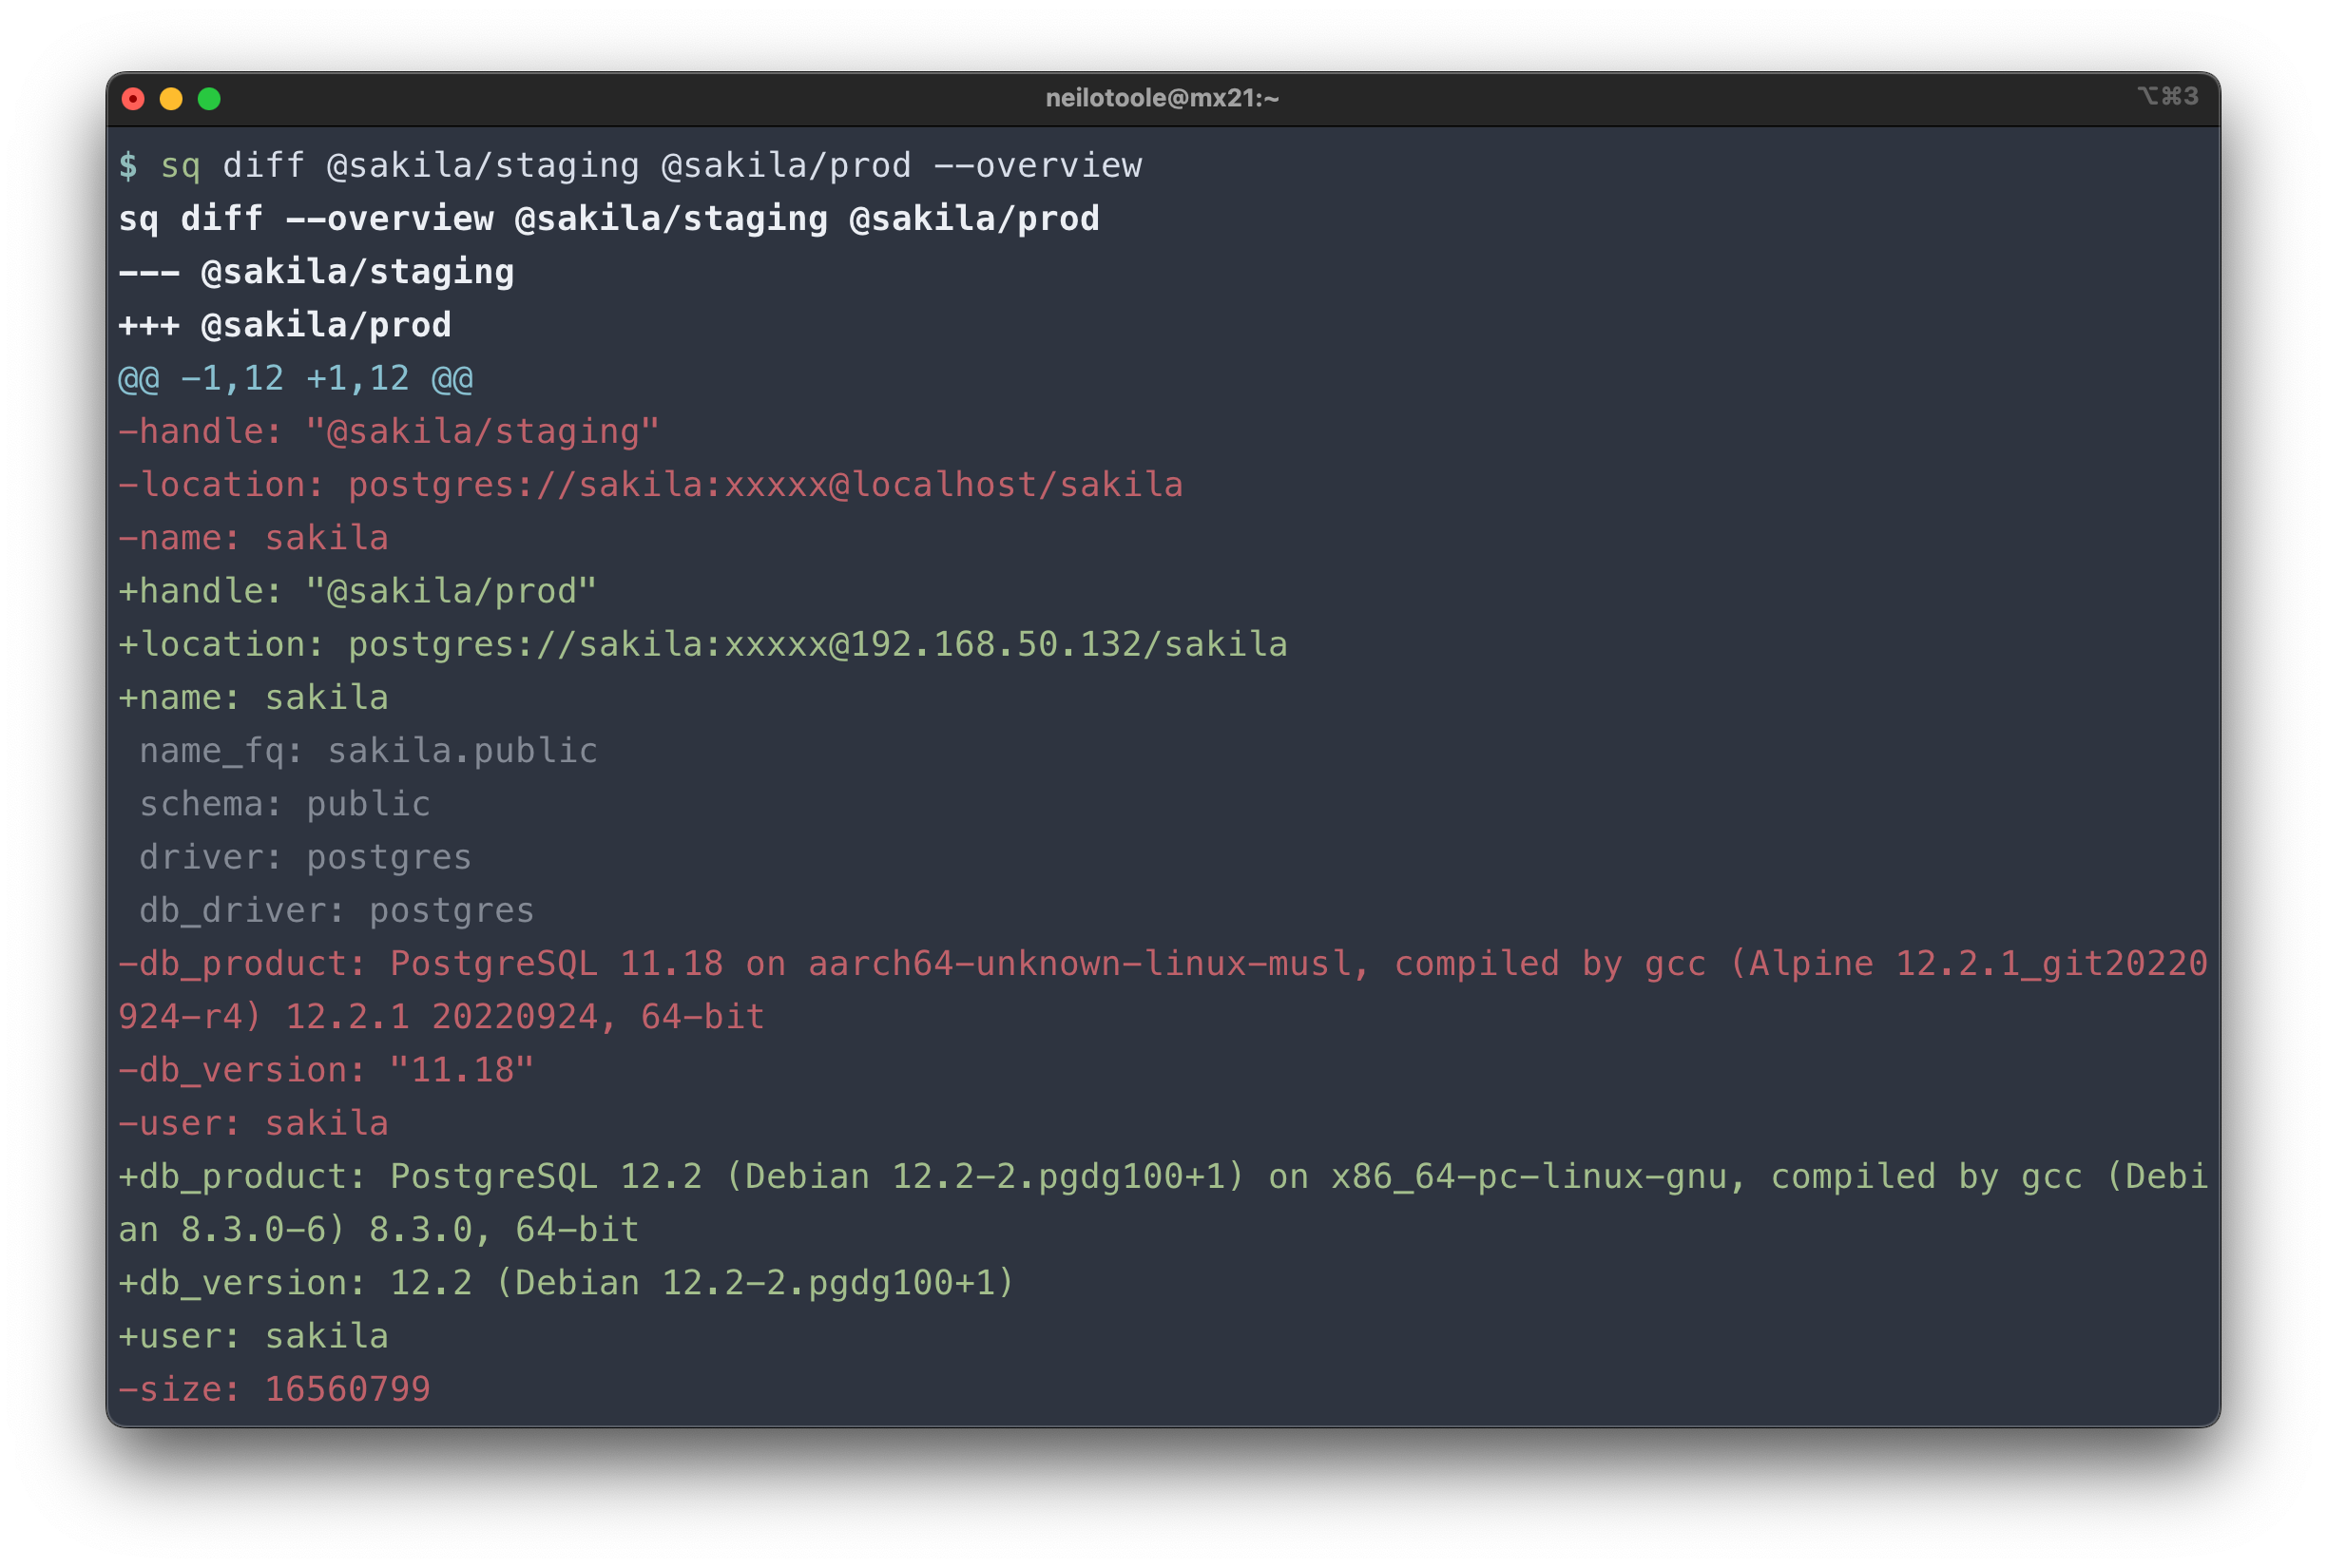 neilotoole@mx21:~
⌥⌘3
$ sq diff @sakila/staging @sakila/prod --overview
sq diff --overview @sakila/staging @sakila/prod
--- @sakila/staging
+++ @sakila/prod
@@ -1,12 +1,12 @@
-handle: "@sakila/staging"
-location: postgres://sakila:xxxxx@localhost/sakila
-name: sakila
+handle: "@sakila/prod"
+location: postgres://sakila:xxxxx@192.168.50.132/sakila
+name: sakila
 name_fq: sakila.public
 schema: public
 driver: postgres
 db_driver: postgres
-db_product: PostgreSQL 11.18 on aarch64-unknown-linux-musl, compiled by gcc (Alpine 12.2.1_git20220
924-r4) 12.2.1 20220924, 64-bit
-db_version: "11.18"
-user: sakila
+db_product: PostgreSQL 12.2 (Debian 12.2-2.pgdg100+1) on x86_64-pc-linux-gnu, compiled by gcc (Debi
an 8.3.0-6) 8.3.0, 64-bit
+db_version: 12.2 (Debian 12.2-2.pgdg100+1)
+user: sakila
-size: 16560799